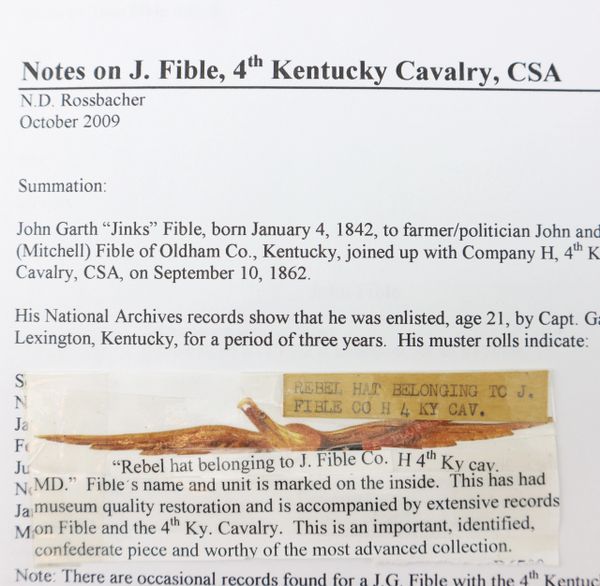 Notes on J. Fible, 4th Kentucky Cavalry, CSA
N.D. Rossbacher
October 2009
Summation:
John Garth "Jinks" Fible, born January 4, 1842, to farmer/politician John and
(Mitchell) Fible of Oldham Co., Kentucky, joined up with Company H, 4th K
Cavalry, CSA, on September 10, 1862.
His National Archives records show that he was enlisted, age 21, by Capt. Ga
Lexington, Kentucky, for a period of three years. His muster rolls indicate:
S
N
Ja
Fe
Ju
N
Ja
M
REBEL HAT BELONGING TO J.
FIBLE CO H 4 KY CAV.
"Rebel hat belonging to J. Fible Co. H 4th Ky cav.
MD." Fible's name and unit is marked on the inside. This has had
museum quality restoration and is accompanied by extensive records
on Fible and the 4th Ky. Cavalry. This is an important, identified,
confederate piece and worthy of the most advanced collection.
Note: There are occasional records found for a J.G. Fible with the 4th Kentuc